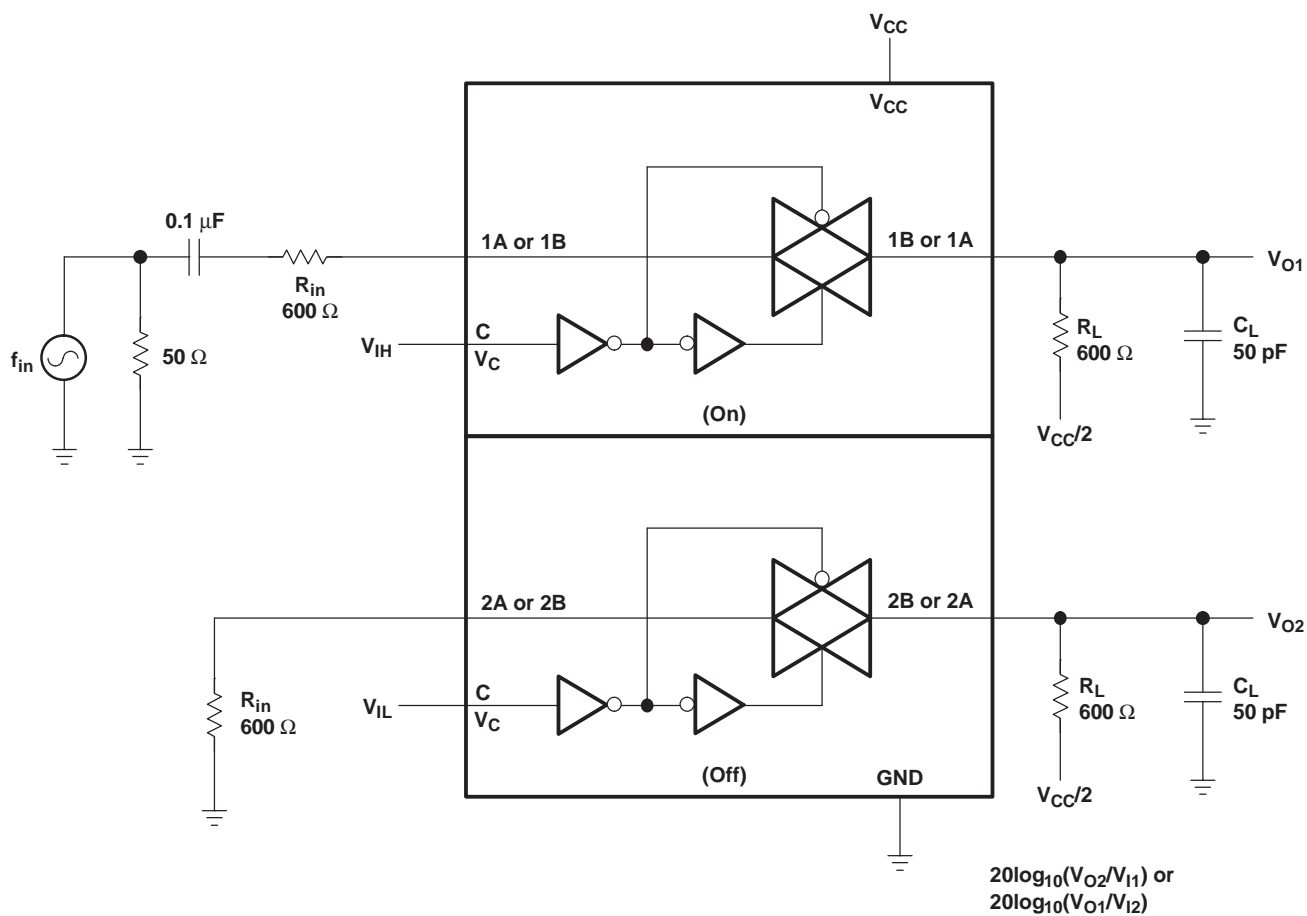 VCC
VCC
0.1 μF
1A or 1B
1B or 1A
VO1
Rin
600 Ω
RL
600 Ω
CL
50 pF
fin
50 Ω
VIH
C
VC
(On)
VCC/2
2A or 2B
2B or 2A
VO2
Rin
600 Ω
VIL
C
VC
RL
600 Ω
CL
50 pF
(Off)
GND
VCC/2
20log10(VO2/VI1) or
20log10(VO1/VI2)